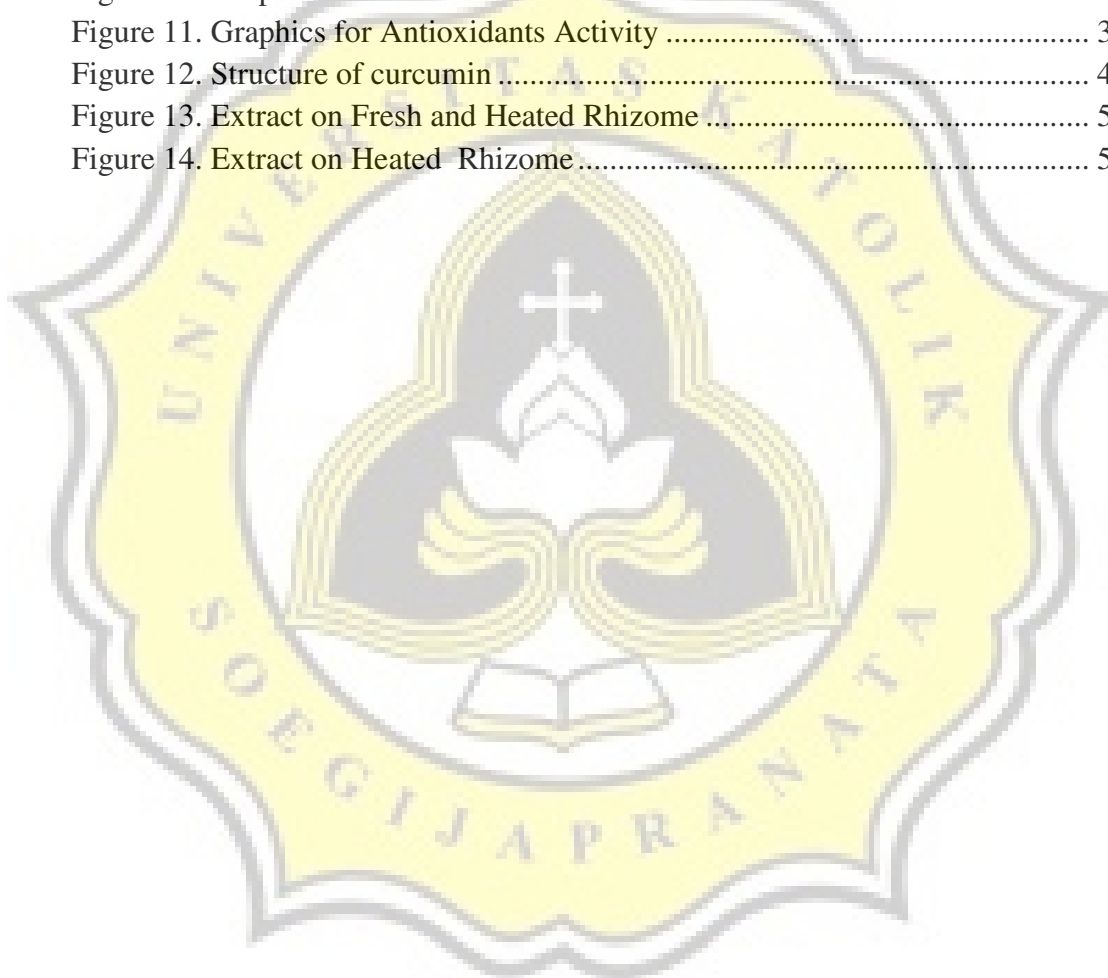 Figure 11. Graphics for Antioxidants Activity ........................................................ 3
Figure 12. Structure of curcumin ................................................................................ 4
Figure 13. Extract on Fresh and Heated Rhizome .................................................. 5
Figure 14. Extract on Heated  Rhizome ..................................................................... 5
UNIVERSITAS KATOLIK
SOEGIJAPRANATA